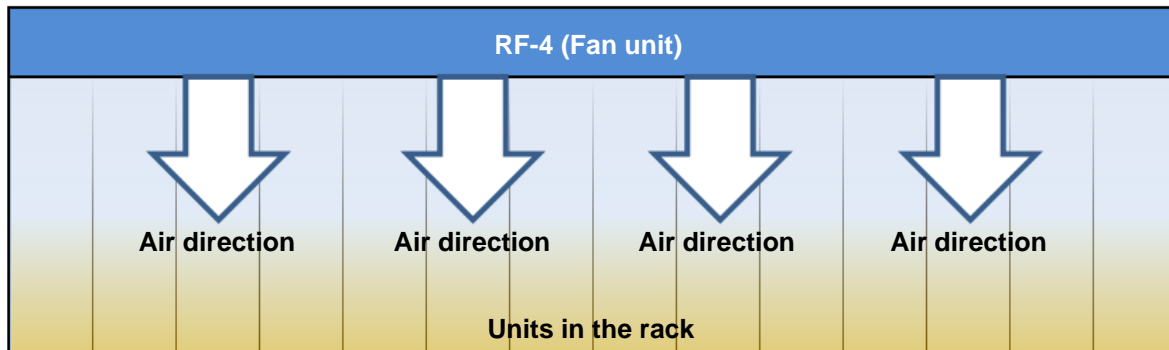 RF-4 (Fan unit)
Air direction Air direction Air direction Air direction
Units in the rack